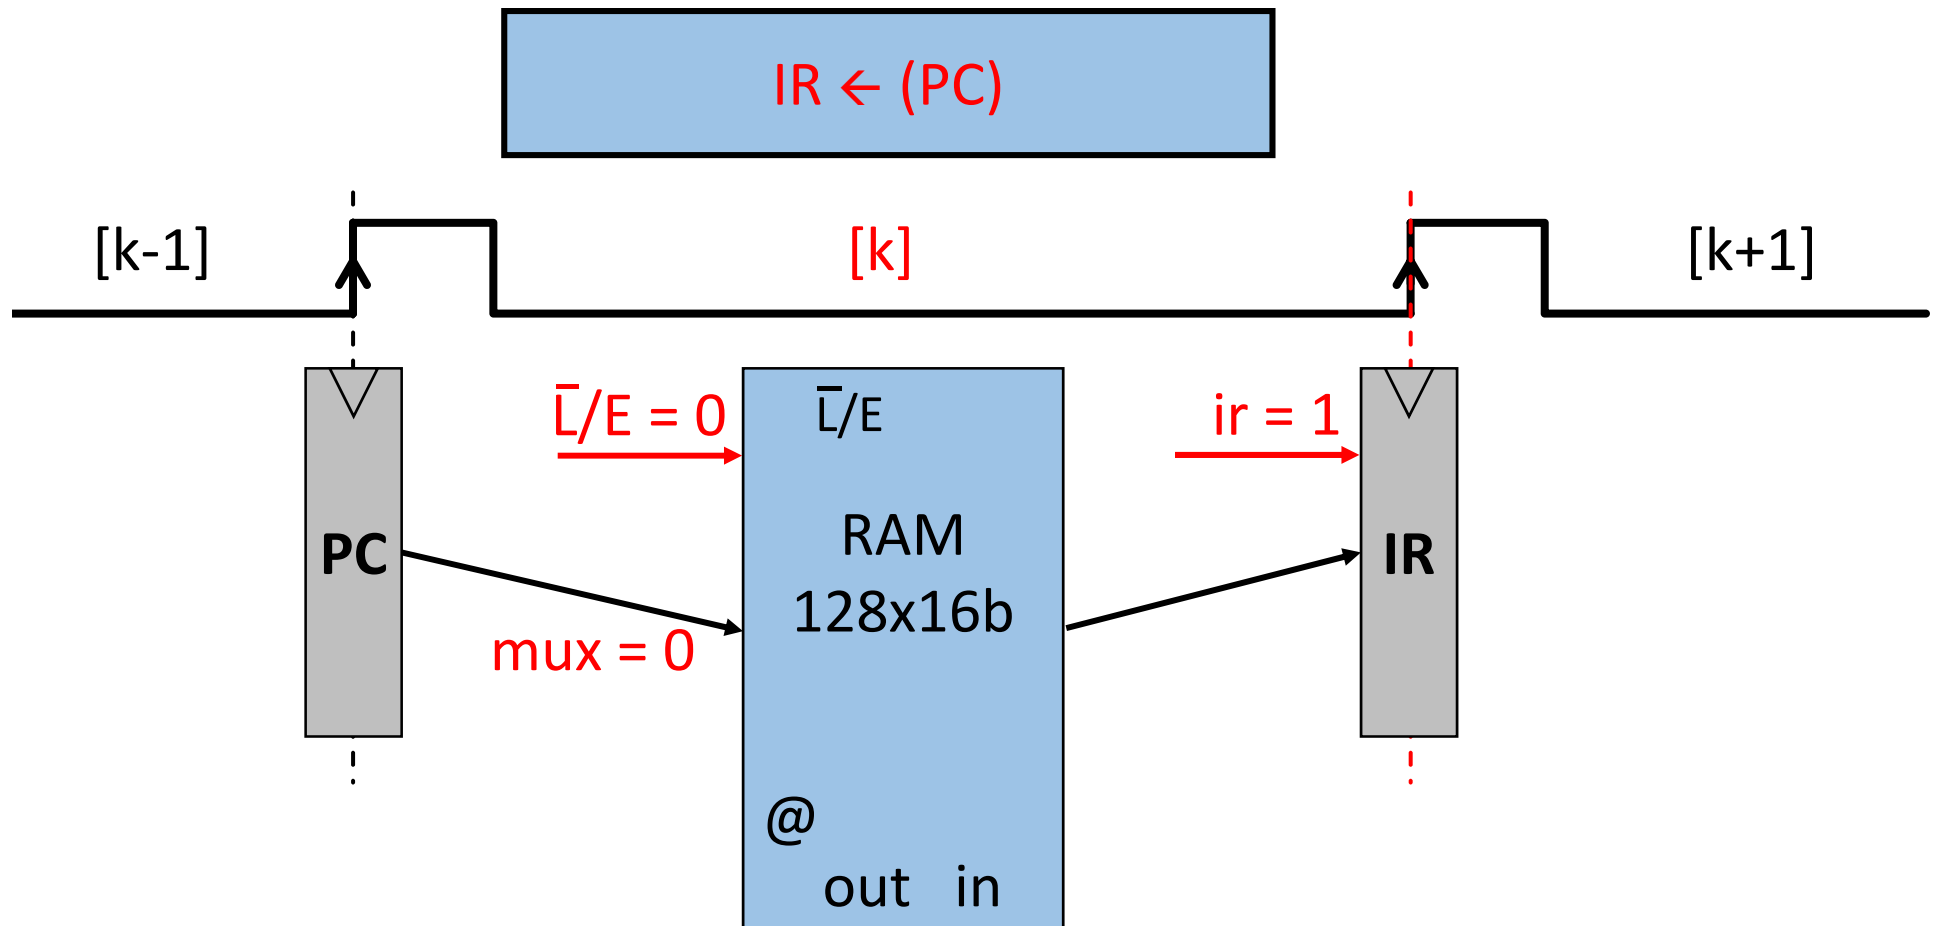 IR ← (PC)
[k-1]
[k]
[k+1]
L̅/E = 0
L̅/E
ir = 1
PC
RAM
128x16b
IR
mux = 0
@
out in